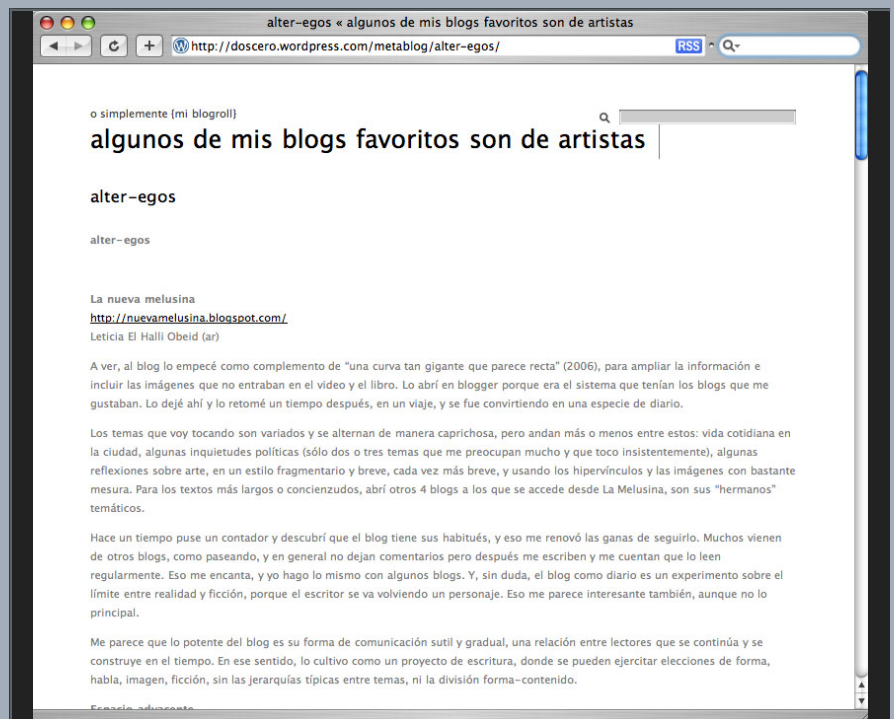 alter-egos « algunos de mis blogs favoritos son de artistas
http://doscero.wordpress.com/metablog/alter-egos/ RSS
o simplemente {mi blogroll}
algunos de mis blogs favoritos son de artistas
alter-egos
alter-egos
La nueva melusina
http://nuevamelusina.blogspot.com/
Leticia El Halli Obeid (ar)
A ver, al blog lo empecé como complemento de “una curva tan gigante que parece recta” (2006), para ampliar la información e
incluir las imágenes que no entraban en el video y el libro. Lo abrí en blogger porque era el sistema que tenían los blogs que me
gustaban. Lo dejé ahí y lo retomé un tiempo después, en un viaje, y se fue convirtiendo en una especie de diario.
Los temas que voy tocando son variados y se alternan de manera caprichosa, pero andan más o menos entre estos: vida cotidiana en
la ciudad, algunas inquietudes políticas (sólo dos o tres temas que me preocupan mucho y que toco insistentemente), algunas
reflexiones sobre arte, en un estilo fragmentario y breve, cada vez más breve, y usando los hipervínculos y las imágenes con bastante
mesura. Para los textos más largos o concienzudos, abrí otros 4 blogs a los que se accede desde La Melusina, son sus “hermanos”
temáticos.
Hace un tiempo puse un contador y descubrí que el blog tiene sus habitués, y eso me renovó las ganas de seguirlo. Muchos vienen
de otros blogs, como paseando, y en general no dejan comentarios pero después me escriben y me cuentan que lo leen
regularmente. Eso me encanta, y yo hago lo mismo con algunos blogs. Y, sin duda, el blog como diario es un experimento sobre el
límite entre realidad y ficción, porque el escritor se va volviendo un personaje. Eso me parece interesante también, aunque no lo
principal.
Me parece que lo potente del blog es su forma de comunicación sutil y gradual, una relación entre lectores que se continúa y se
construye en el tiempo. En ese sentido, lo cultivo como un proyecto de escritura, donde se pueden ejercitar elecciones de forma,
habla, imagen, ficción, sin las jerarquías típicas entre temas, ni la división forma-contenido.
Espacio advacente